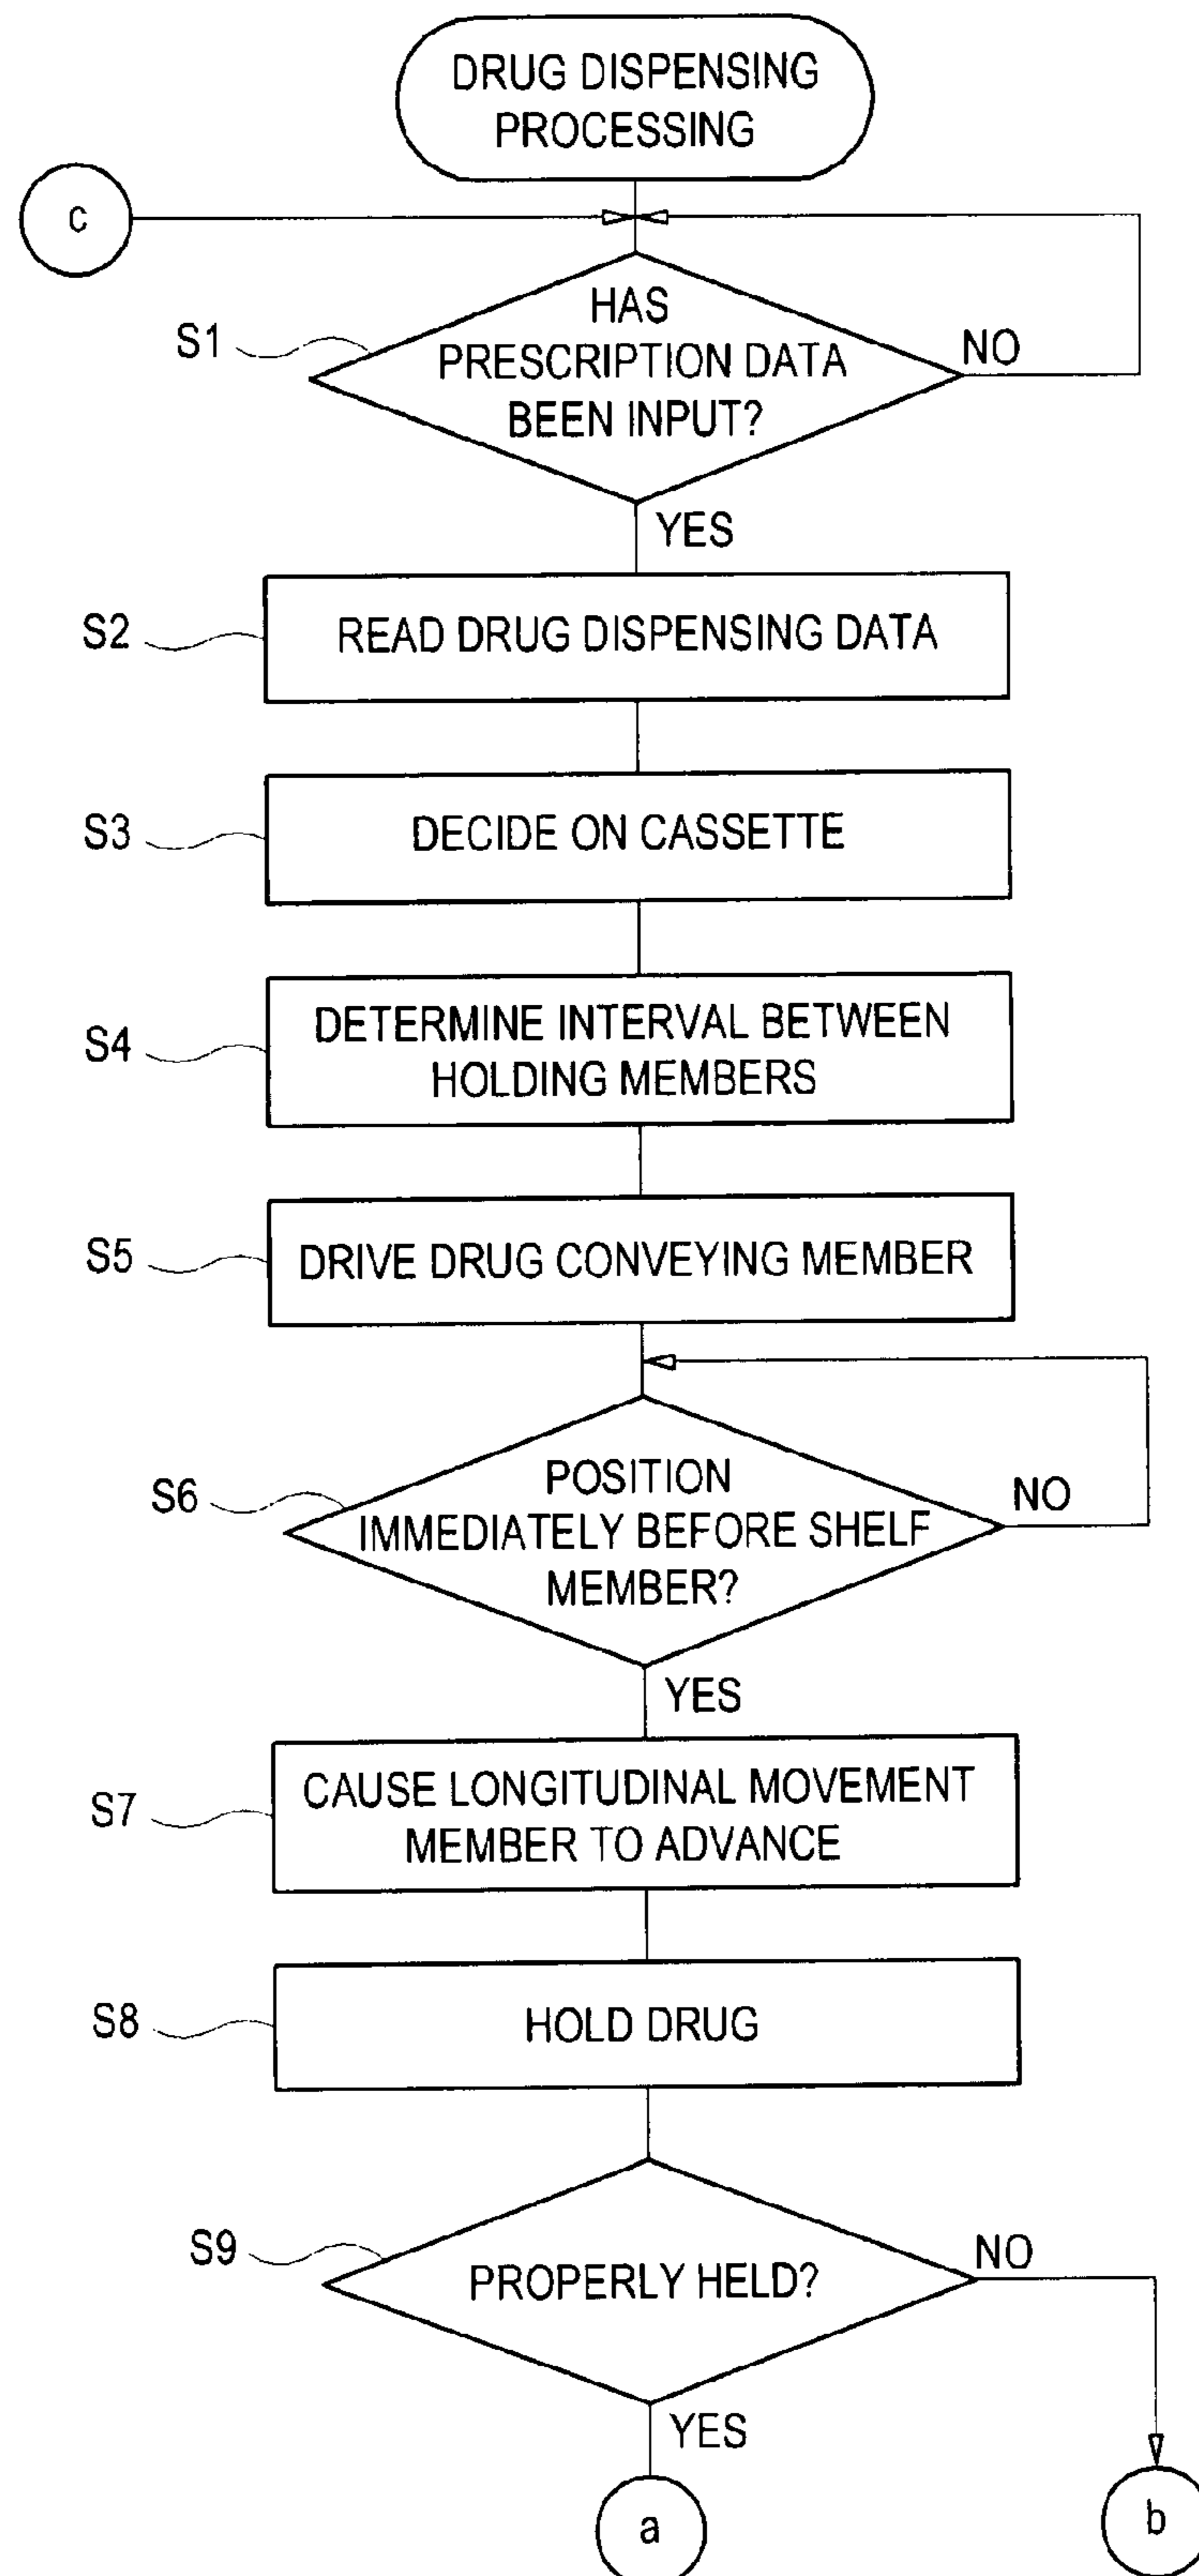 DRUG DISPENSING
PROCESSING
c
S1
HAS
PRESCRIPTION DATA
BEEN INPUT?
NO
YES
S2
READ DRUG DISPENSING DATA
S3
DECIDE ON CASSETTE
S4
DETERMINE INTERVAL BETWEEN
HOLDING MEMBERS
S5
DRIVE DRUG CONVEYING MEMBER
S6
POSITION
IMMEDIATELY BEFORE SHELF
MEMBER?
NO
YES
S7
CAUSE LONGITUDINAL MOVEMENT
MEMBER TO ADVANCE
S8
HOLD DRUG
S9
PROPERLY HELD?
NO
YES
a
b